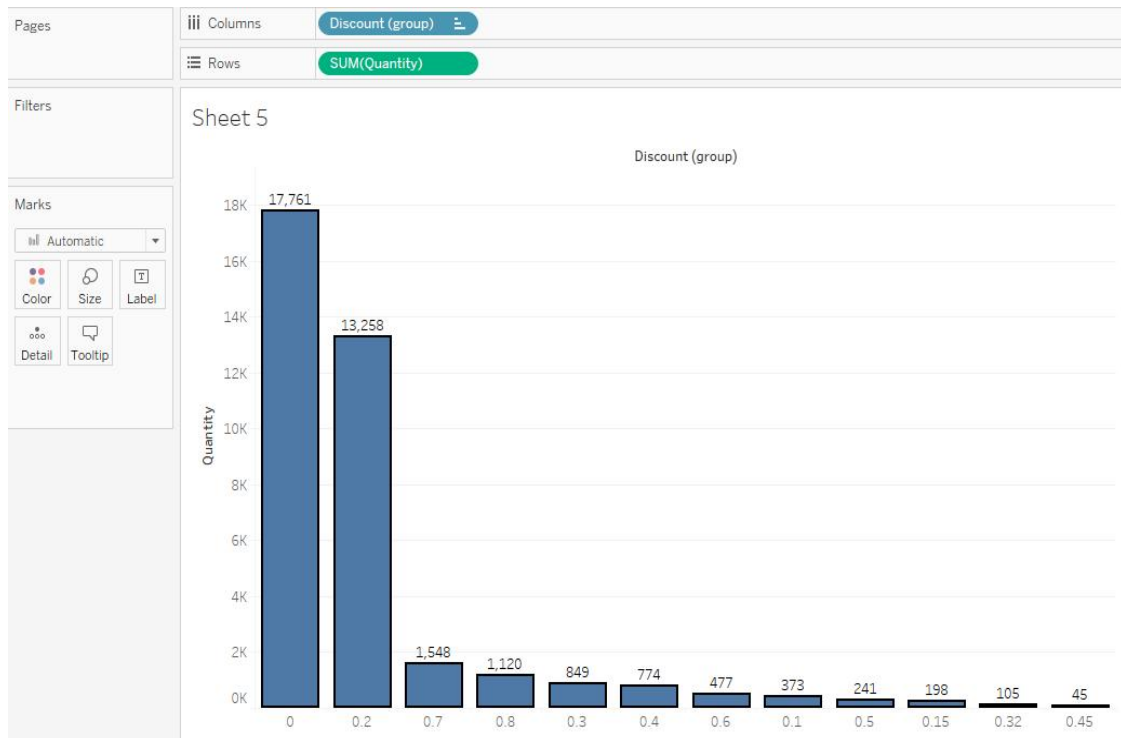 Pages
Columns
Discount (group)
Rows
SUM(Quantity)
Filters
Sheet 5
Discount (group)
Marks
Automatic
Color
Size
Label
Detail
Tooltip
Quantity
18K
16K
14K
12K
10K
8K
6K
4K
2K
0K
17,761
13,258
1,548
1,120
849
774
477
373
241
198
105
45
0 0.2 0.7 0.8 0.3 0.4 0.6 0.1 0.5 0.15 0.32 0.45